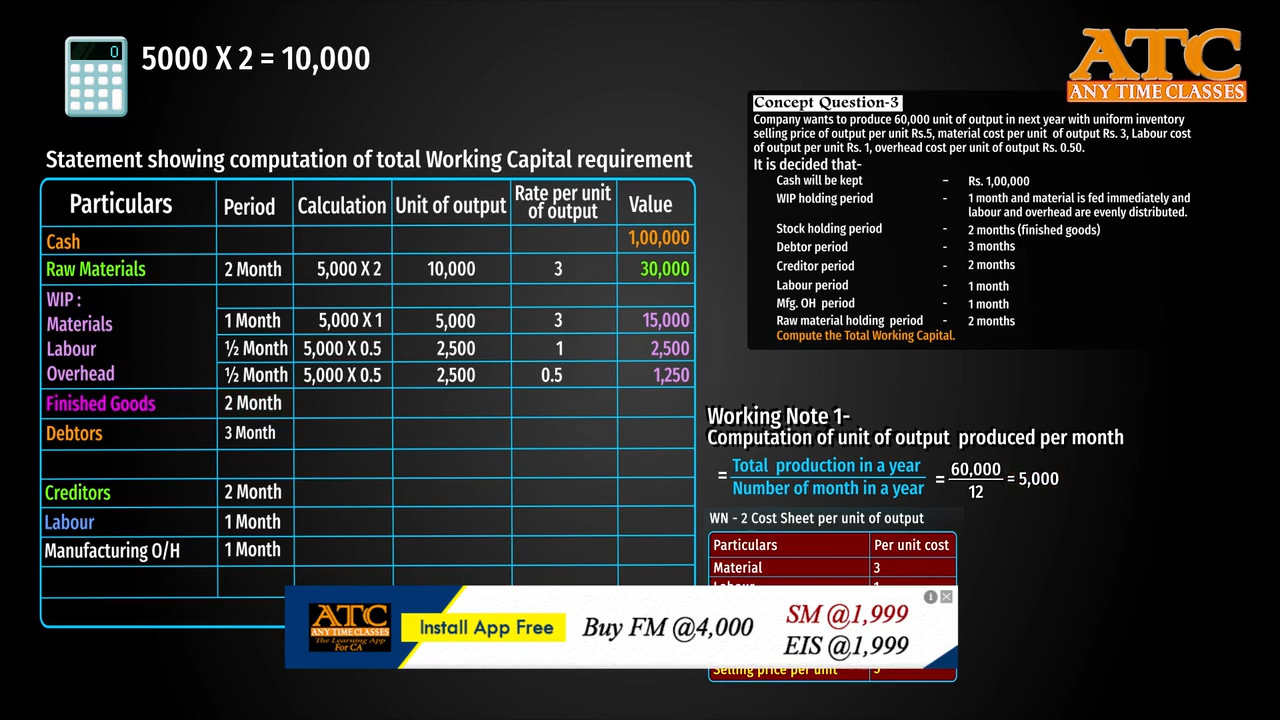 0
5000 X 2 = 10,000
ATC
ANY TIME CLASSES
Concept Question-3
Company wants to produce 60,000 unit of output in next year with uniform inventory
selling price of output per unit Rs.5, material cost per unit of output Rs. 3, Labour cost
of output per unit Rs. 1, overhead cost per unit of output Rs. 0.50.
It is decided that-
Cash will be kept - Rs. 1,00,000
WIP holding period - 1 month and material is fed immediately and
labour and overhead are evenly distributed.
Stock holding period - 2 months (finished goods)
Debtor period - 3 months
Creditor period - 2 months
Labour period - 1 month
Mfg. OH period - 1 month
Raw material holding period - 2 months
Compute the Total Working Capital.
Statement showing computation of total Working Capital requirement
Particulars Period Calculation Unit of output Rate per unit of output Value
Cash 1,00,000
Raw Materials 2 Month 5,000 X 2 10,000 3 30,000
WIP :
Materials 1 Month 5,000 X 1 5,000 3 15,000
Labour ½ Month 5,000 X 0.5 2,500 1 2,500
Overhead ½ Month 5,000 X 0.5 2,500 0.5 1,250
Finished Goods 2 Month
Debtors 3 Month
Creditors 2 Month
Labour 1 Month
Manufacturing O/H 1 Month
Working Note 1-
Computation of unit of output produced per month
= Total production in a year = 60,000 = 5,000
Number of month in a year 12
WN - 2 Cost Sheet per unit of output
Particulars Per unit cost
Material 3
Selling price per unit 5
ATC
ANY TIME CLASSES
The Learning App
For CA
Install App Free
Buy FM @4,000
SM @1,999
EIS @1,999